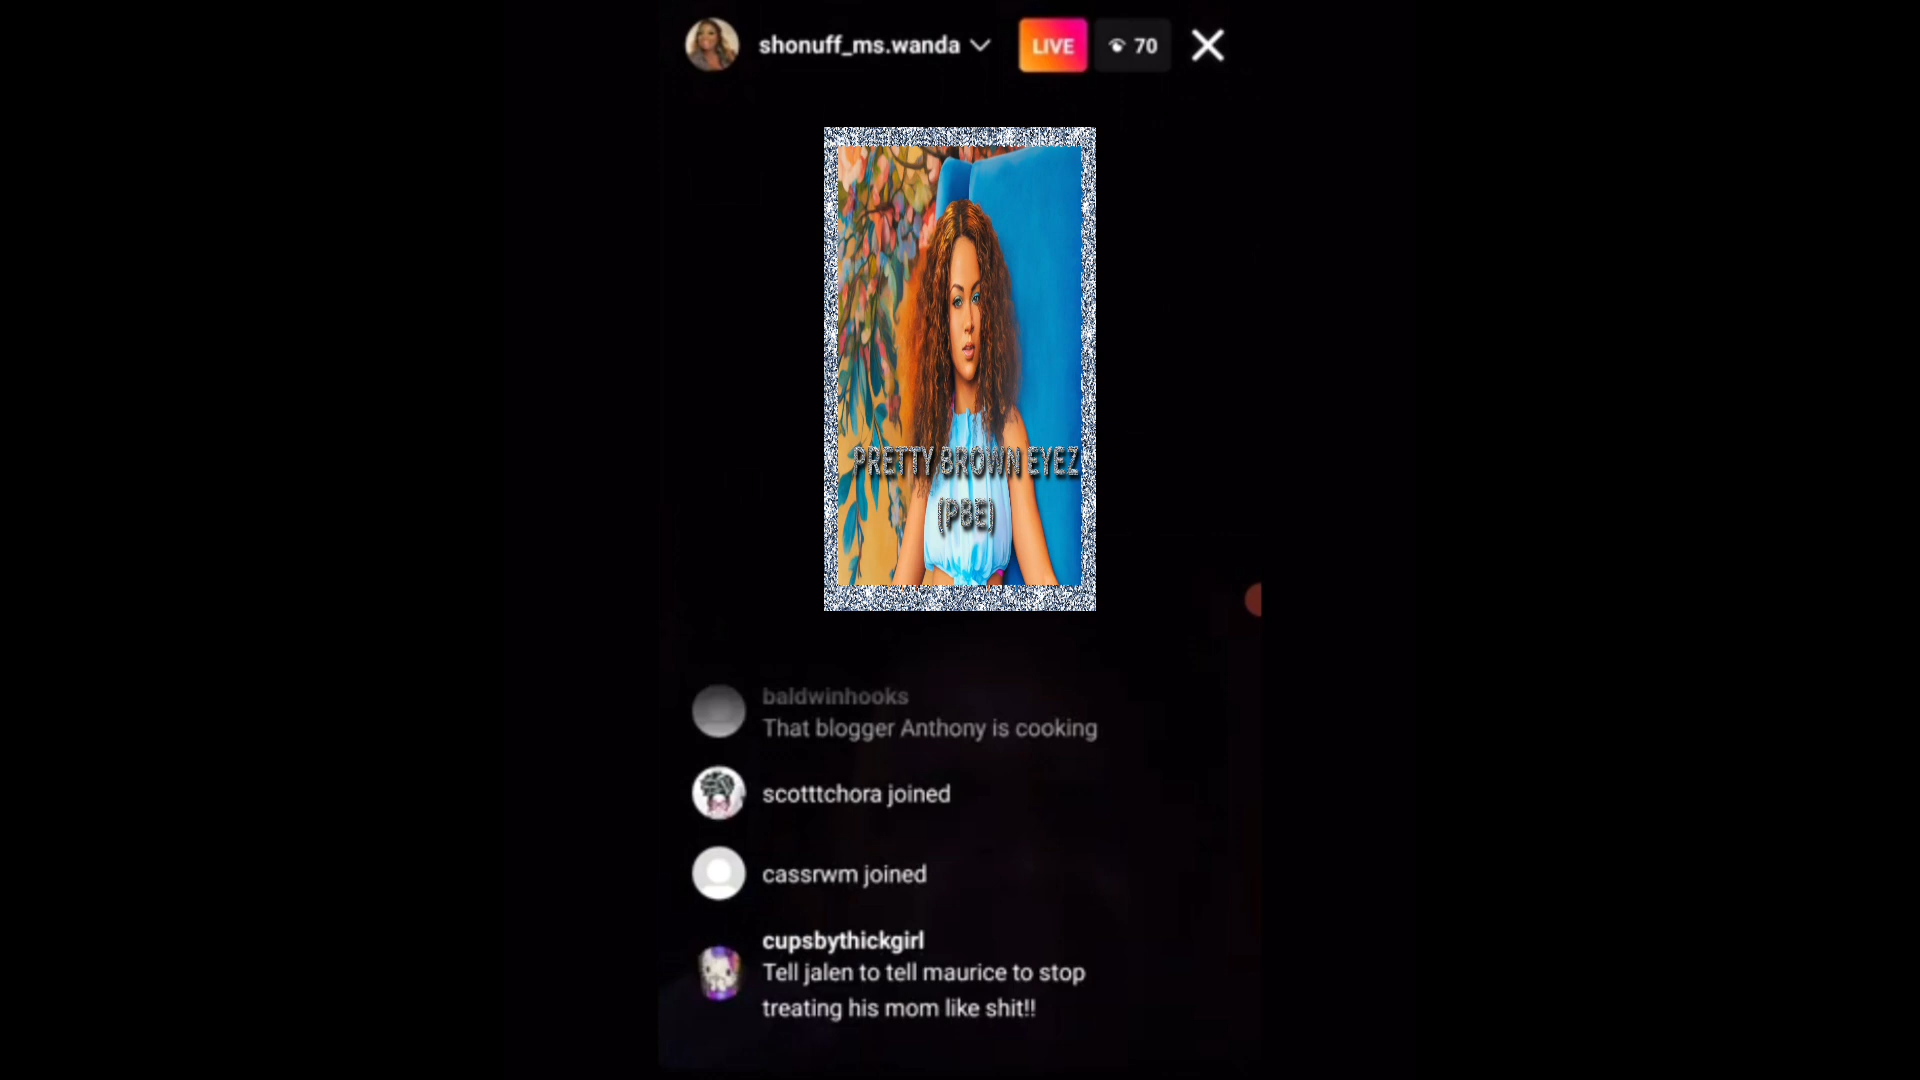 shonuff_ms.wanda
LIVE
70
PRETTY BROWN EYEZ
(PBE)
baldwinhooks
That blogger Anthony is cooking
scotttchora joined
cassrwm joined
cupsbythickgirl
Tell jalen to tell maurice to stop
treating his mom like shit!!